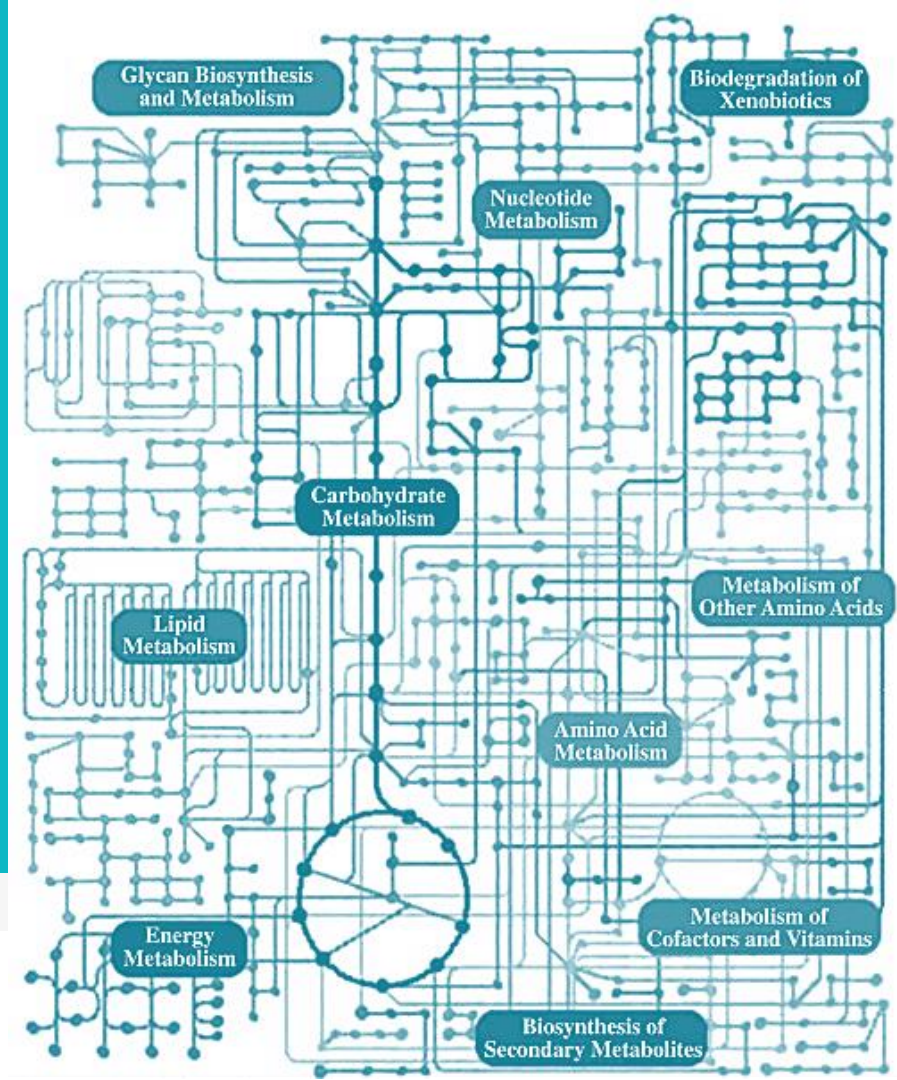 Glycan Biosynthesis
and Metabolism
Biodegradation of
Xenobiotics
Nucleotide
Metabolism
Carbohydrate
Metabolism
Metabolism of
Other Amino Acids
Lipid
Metabolism
Amino Acid
Metabolism
Metabolism of
Cofactors and Vitamins
Energy
Metabolism
Biosynthesis of
Secondary Metabolites